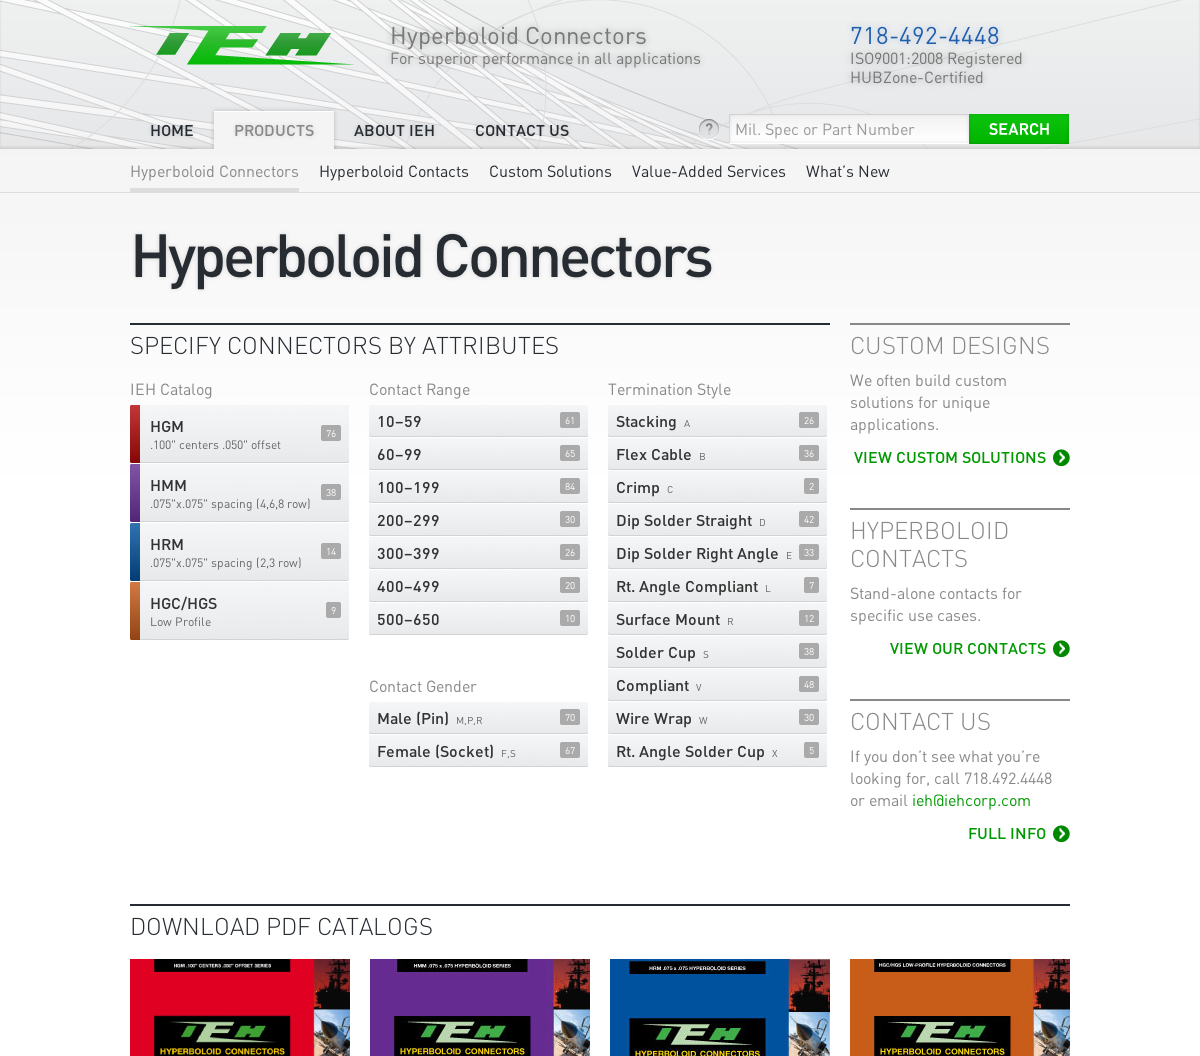 IEH
Hyperboloid Connectors
For superior performance in all applications
718-492-4448
ISO9001:2008 Registered
HUBZone-Certified
HOME
PRODUCTS
ABOUT IEH
CONTACT US
?
Mil. Spec or Part Number
SEARCH
Hyperboloid Connectors
Hyperboloid Contacts
Custom Solutions
Value-Added Services
What's New
Hyperboloid Connectors
SPECIFY CONNECTORS BY ATTRIBUTES
IEH Catalog
HGM
.100" centers .050" offset
76
HMM
.075"x.075" spacing (4,6,8 row)
38
HRM
.075"x.075" spacing (2,3 row)
14
HGC/HGS
Low Profile
9
Contact Range
10–59 61
60–99 65
100–199 84
200–299 30
300–399 26
400–499 20
500–650 10
Contact Gender
Male (Pin) M,P,R 70
Female (Socket) F,S 67
Termination Style
Stacking A 26
Flex Cable B 36
Crimp C 2
Dip Solder Straight D 42
Dip Solder Right Angle E 33
Rt. Angle Compliant L 7
Surface Mount R 12
Solder Cup S 38
Compliant V 48
Wire Wrap W 30
Rt. Angle Solder Cup X 5
CUSTOM DESIGNS
We often build custom
solutions for unique
applications.
VIEW CUSTOM SOLUTIONS
HYPERBOLOID
CONTACTS
Stand-alone contacts for
specific use cases.
VIEW OUR CONTACTS
CONTACT US
If you don't see what you're
looking for, call 718.492.4448
or email ieh@iehcorp.com
FULL INFO
DOWNLOAD PDF CATALOGS
HGM .100" CENTERS .050" OFFSET SERIES
IEH
HYPERBOLOID CONNECTORS
HMM .075 x .075 HYPERBOLOID SERIES
IEH
HYPERBOLOID CONNECTORS
HRM .075 x .075 HYPERBOLOID SERIES
IEH
HYPERBOLOID CONNECTORS
HGC/HGS LOW-PROFILE HYPERBOLOID CONNECTORS
IEH
HYPERBOLOID CONNECTORS